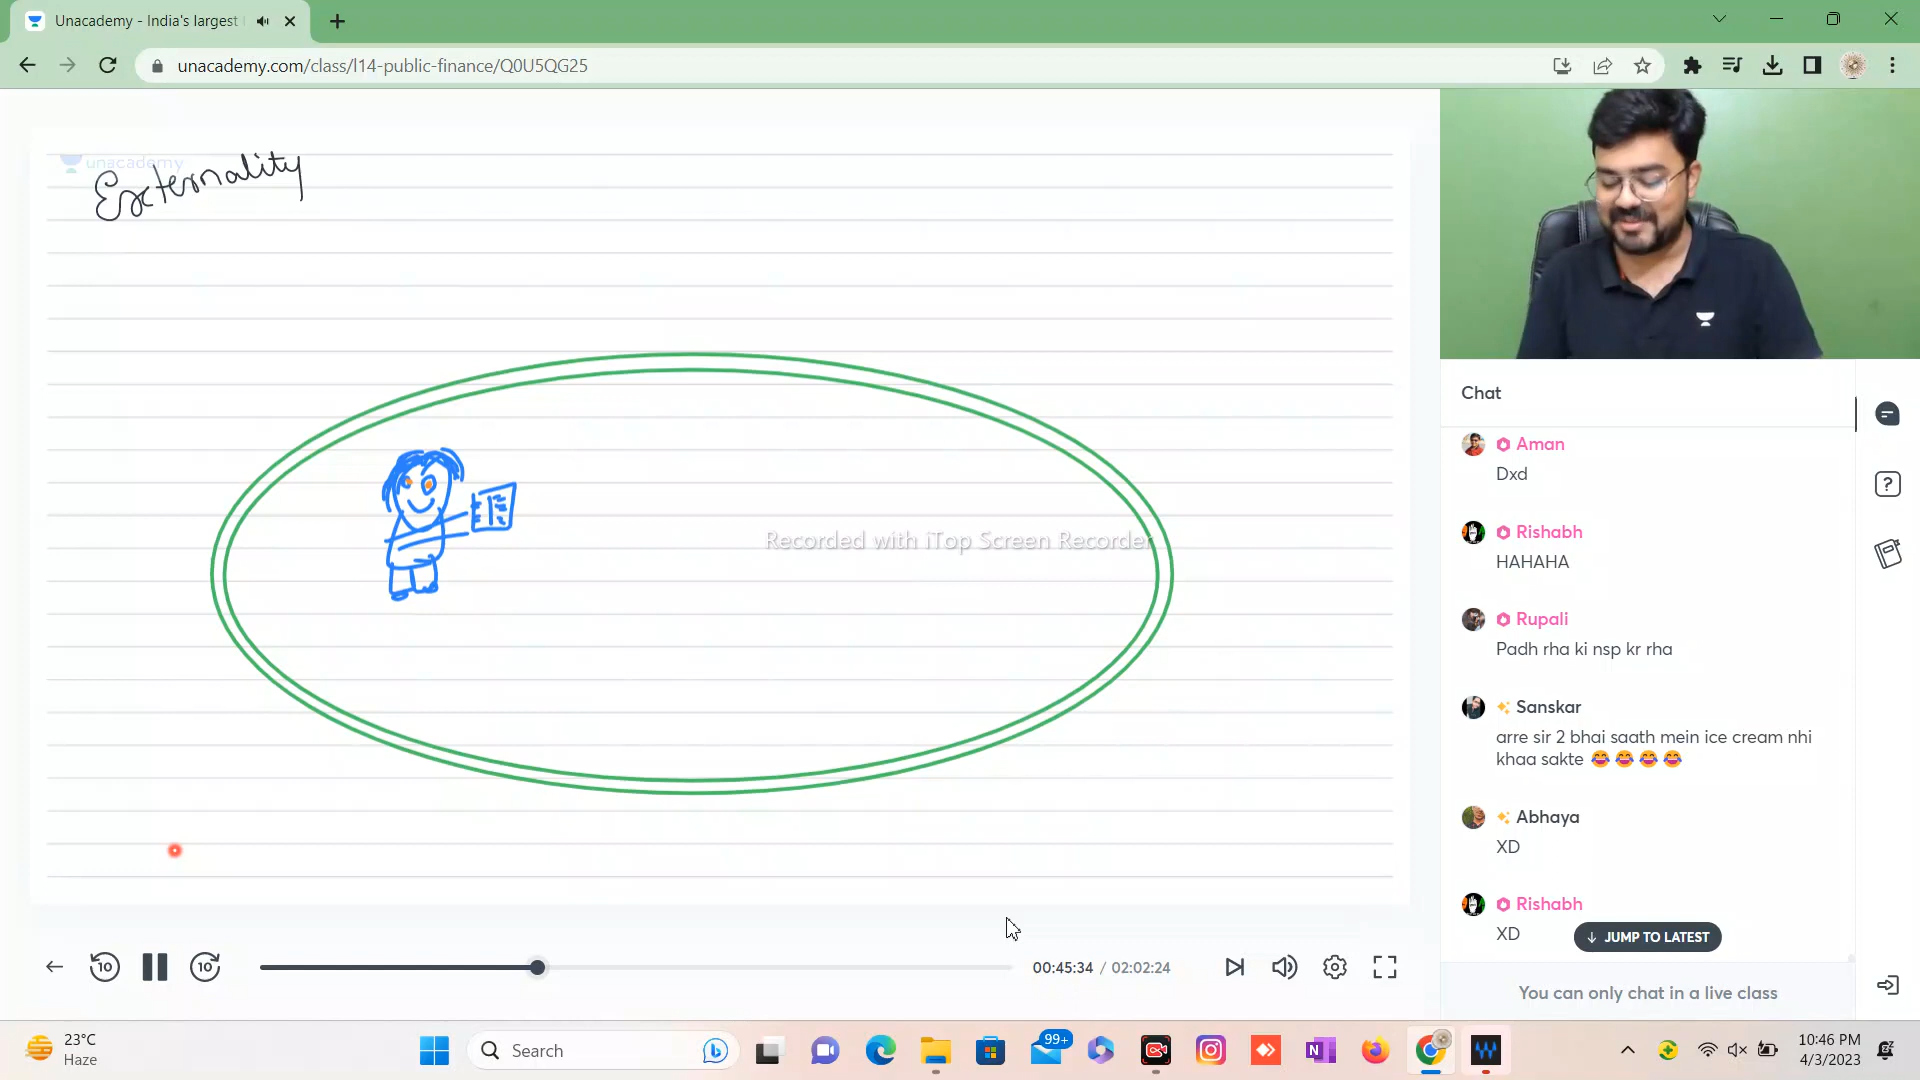 Unacademy - India's largest
unacademy.com/class/l14-public-finance/Q0U5QG25
unacademy
Externality
Recorded with iTop Screen Recorder
Chat
Aman
Dxd
Rishabh
HAHAHA
Rupali
Padh rha ki nsp kr rha
Sanskar
arre sir 2 bhai saath mein ice cream nhi
khaa sakte 😂 😂 😂 😂
Abhaya
XD
Rishabh
XD
↓ JUMP TO LATEST
You can only chat in a live class
10
10
00:45:34 / 02:02:24
23°C
Haze
Search
99+
10:46 PM
4/3/2023